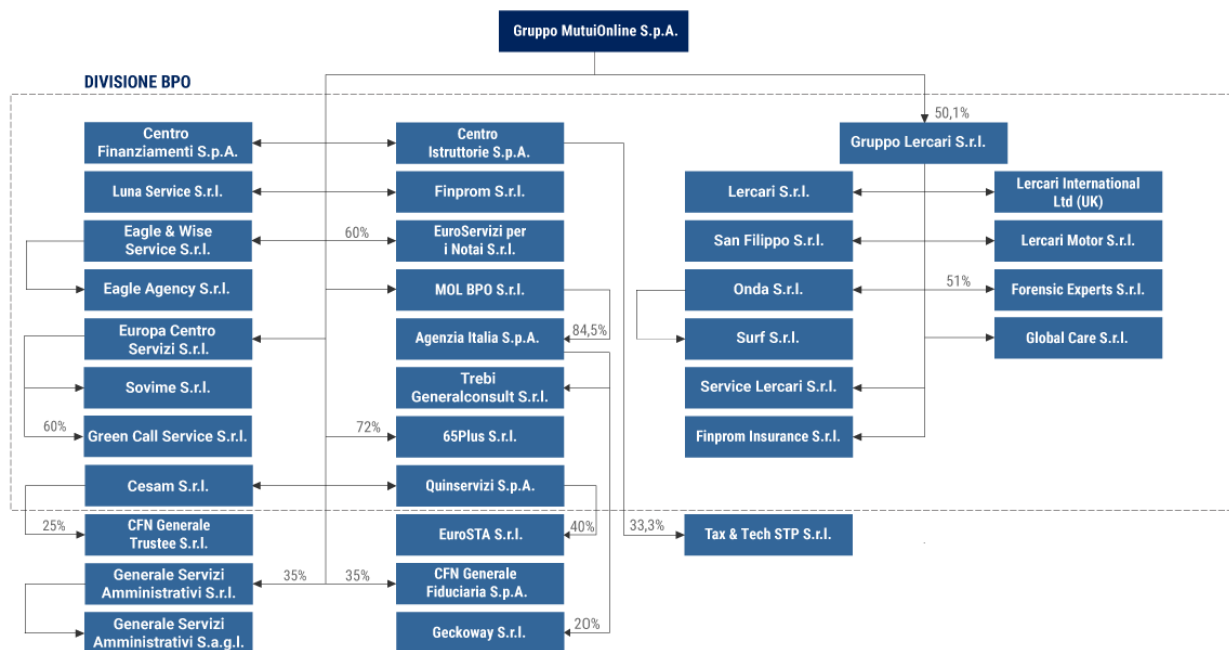 Gruppo MutuiOnline S.p.A.
DIVISIONE BPO
50,1%
Centro
Finanziamenti S.p.A.
Centro
Istruttorie S.p.A.
Gruppo Lercari S.r.l.
Luna Service S.r.l.
Finprom S.r.l.
Lercari S.r.l.
Lercari International
Ltd (UK)
Eagle & Wise
Service S.r.l.
60%
EuroServizi per
i Notai S.r.l.
San Filippo S.r.l.
Lercari Motor S.r.l.
Eagle Agency S.r.l.
MOL BPO S.r.l.
Onda S.r.l.
51%
Forensic Experts S.r.l.
Europa Centro
Servizi S.r.l.
Agenzia Italia S.p.A.
84,5%
Surf S.r.l.
Global Care S.r.l.
Sovime S.r.l.
Trebi
Generalconsult S.r.l.
Service Lercari S.r.l.
60%
Green Call Service S.r.l.
72%
65Plus S.r.l.
Finprom Insurance S.r.l.
Cesam S.r.l.
Quinservizi S.p.A.
25%
CFN Generale
Trustee S.r.l.
EuroSTA S.r.l.
40%
33,3%
Tax & Tech STP S.r.l.
Generale Servizi
Amministrativi S.r.l.
35%
35%
CFN Generale
Fiduciaria S.p.A.
Generale Servizi
Amministrativi S.a.g.l.
Geckoway S.r.l.
20%